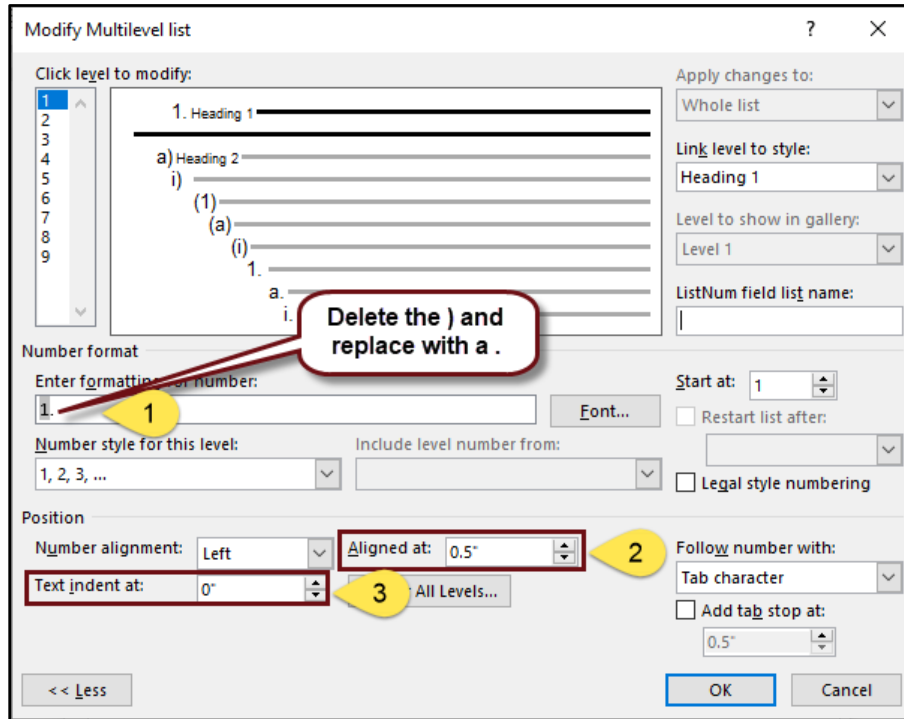 Modify Multilevel list
? X
Click level to modify:
1
2
3
4
5
6
7
8
9
1. Heading 1
a) Heading 2
i)
(1)
(a)
(i)
1.
a.
i.
Apply changes to:
Whole list
Link level to style:
Heading 1
Level to show in gallery:
Level 1
ListNum field list name:
Delete the ) and
replace with a .
Number format
Enter formatting for number:
1.
1
Font...
Start at: 1
Restart list after:
Number style for this level:
1, 2, 3, ...
Include level number from:
Legal style numbering
Position
Number alignment: Left
Aligned at: 0.5"
2
Text indent at: 0"
3
All Levels...
Follow number with:
Tab character
Add tab stop at:
0.5"
<< Less
OK
Cancel